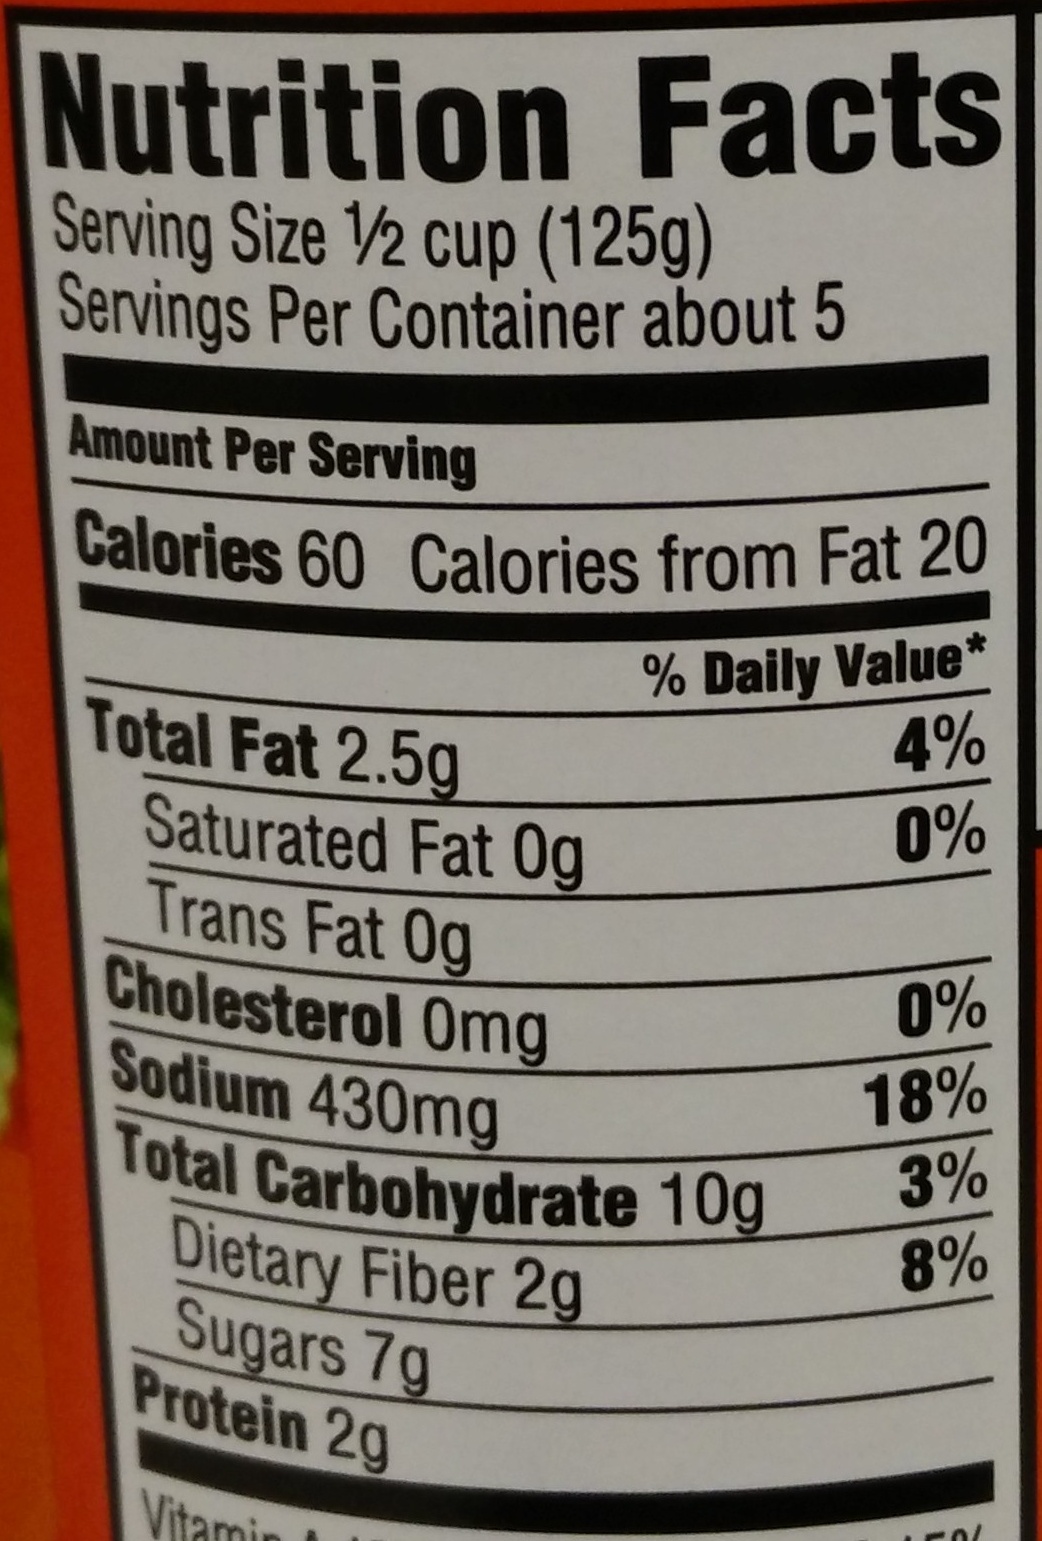 Nutrition Facts
Serving Size ½ cup (125g)
Servings Per Container about 5
Amount Per Serving
Calories 60 Calories from Fat 20
% Daily Value*
Total Fat 2.5g 4%
Saturated Fat 0g 0%
Trans Fat 0g
Cholesterol 0mg 0%
Sodium 430mg 18%
Total Carbohydrate 10g 3%
Dietary Fiber 2g 8%
Sugars 7g
Protein 2g
Vitamin